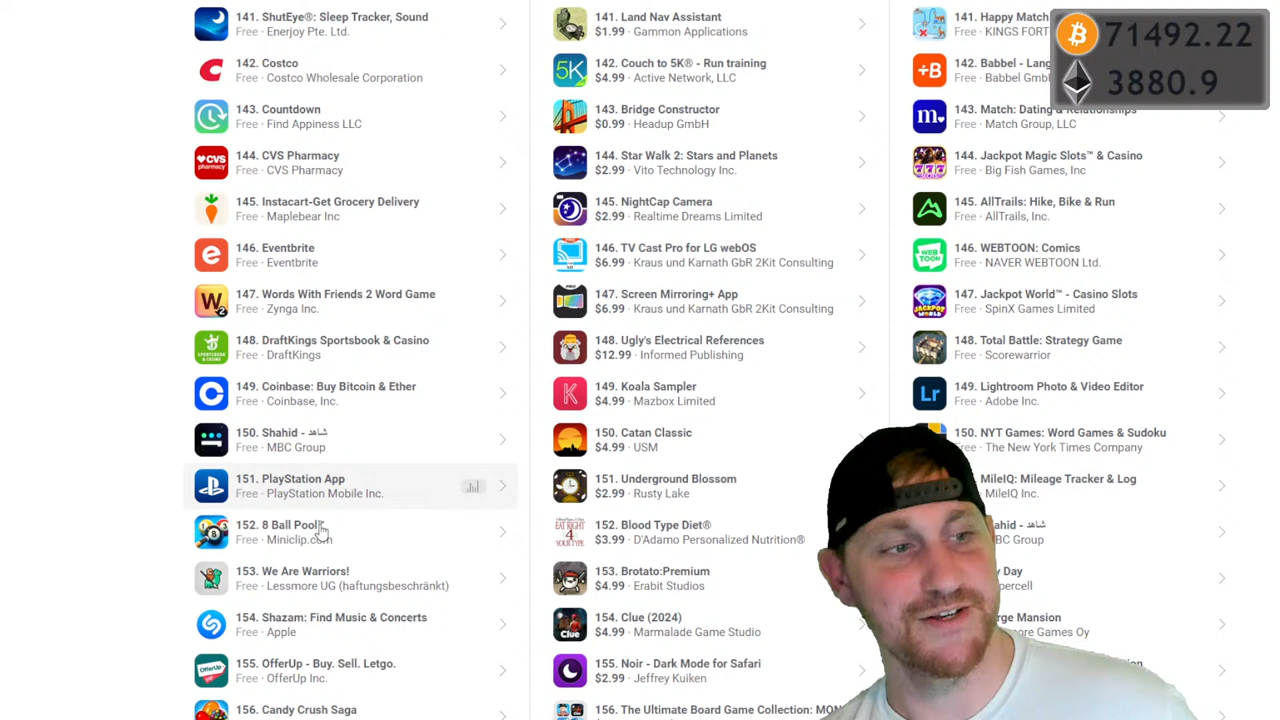 141. ShutEye®: Sleep Tracker, Sound
Free · Enerjoy Pte. Ltd.
142. Costco
Free · Costco Wholesale Corporation
143. Countdown
Free · Find Appiness LLC
144. CVS Pharmacy
Free · CVS Pharmacy
145. Instacart-Get Grocery Delivery
Free · Maplebear Inc
146. Eventbrite
Free · Eventbrite
147. Words With Friends 2 Word Game
Free · Zynga Inc.
148. DraftKings Sportsbook & Casino
Free · DraftKings
149. Coinbase: Buy Bitcoin & Ether
Free · Coinbase, Inc.
150. Shahid - شاهد
Free · MBC Group
151. PlayStation App
Free · PlayStation Mobile Inc.
152. 8 Ball Pool™
Free · Miniclip.com
153. We Are Warriors!
Free · Lessmore UG (haftungsbeschränkt)
154. Shazam: Find Music & Concerts
Free · Apple
155. OfferUp - Buy. Sell. Letgo.
Free · OfferUp Inc.
156. Candy Crush Saga
141. Land Nav Assistant
$1.99 · Gammon Applications
142. Couch to 5K® - Run training
$4.99 · Active Network, LLC
143. Bridge Constructor
$0.99 · Headup GmbH
144. Star Walk 2: Stars and Planets
$2.99 · Vito Technology Inc.
145. NightCap Camera
$2.99 · Realtime Dreams Limited
146. TV Cast Pro for LG webOS
$6.99 · Kraus und Karnath GbR 2Kit Consulting
147. Screen Mirroring+ App
$6.99 · Kraus und Karnath GbR 2Kit Consulting
148. Ugly's Electrical References
$12.99 · Informed Publishing
149. Koala Sampler
$4.99 · Mazbox Limited
150. Catan Classic
$4.99 · USM
151. Underground Blossom
$2.99 · Rusty Lake
152. Blood Type Diet®
$3.99 · D'Adamo Personalized Nutrition®
153. Brotato:Premium
$4.99 · Erabit Studios
154. Clue (2024)
$4.99 · Marmalade Game Studio
155. Noir - Dark Mode for Safari
$2.99 · Jeffrey Kuiken
156. The Ultimate Board Game Collection:
141. Happy Match
Free · KINGS
142. Babbel -
Free · Babbel
143. Match: Dating & Relationships
Free · Match Group, LLC
144. Jackpot Magic Slots™ & Casino
Free · Big Fish Games, Inc
145. AllTrails: Hike, Bike & Run
Free · AllTrails, Inc.
146. WEBTOON: Comics
Free · NAVER WEBTOON Ltd.
147. Jackpot World™ - Casino Slots
Free · SpinX Games Limited
148. Total Battle: Strategy Game
Free · Scorewarrior
149. Lightroom Photo & Video Editor
Free · Adobe Inc.
150. NYT Games: Word Games & Sudoku
The New York Times Company
MileIQ: Mileage Tracker & Log
MileIQ Inc.
شاهد
Group
Day
Mansion
Games Oy
71492.22
3880.9